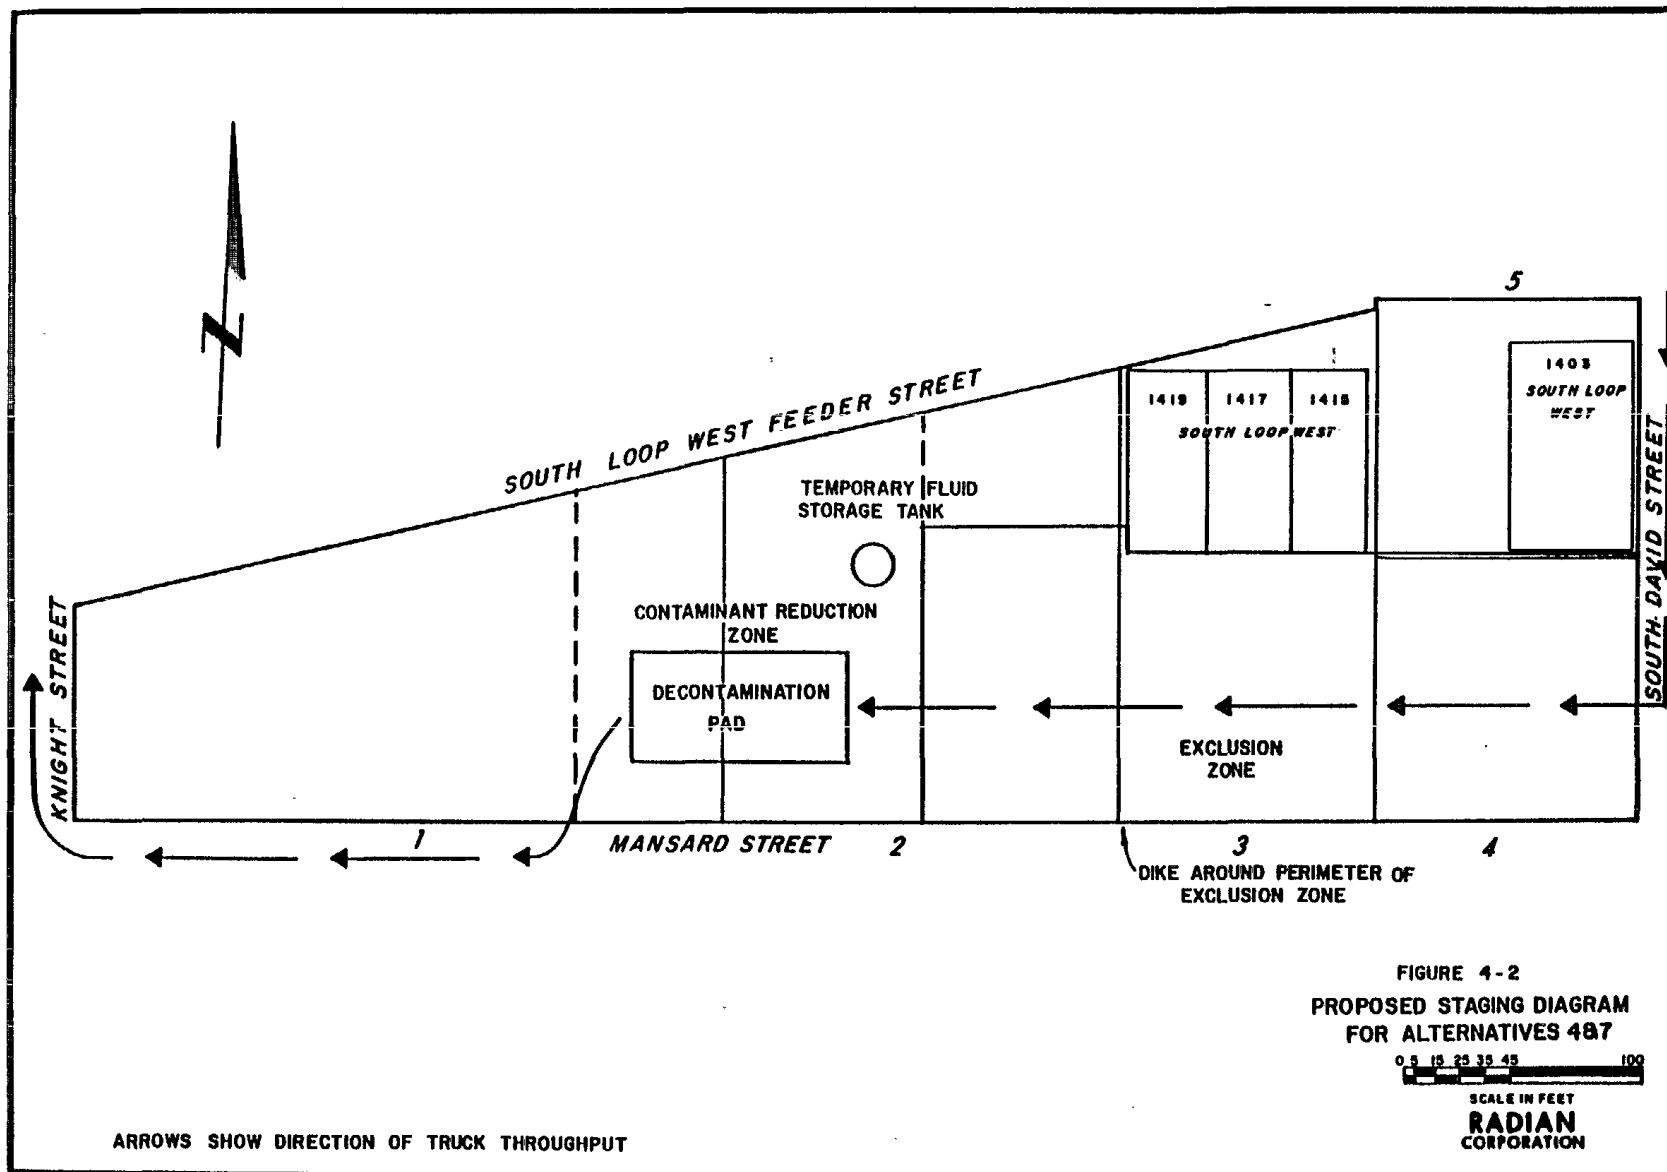 N
5
1403
SOUTH LOOP
WEST
1419 1417 1415
SOUTH LOOP WEST
SOUTH LOOP WEST FEEDER STREET
SOUTH DAVID STREET
TEMPORARY FLUID
STORAGE TANK
CONTAMINANT REDUCTION
ZONE
KNIGHT STREET
DECONTAMINATION
PAD
EXCLUSION
ZONE
1
MANSARD STREET
2
3
4
DIKE AROUND PERIMETER OF
EXCLUSION ZONE
FIGURE 4-2
PROPOSED STAGING DIAGRAM
FOR ALTERNATIVES 4&7
0 5 15 25 35 45 100
SCALE IN FEET
RADIAN
CORPORATION
ARROWS SHOW DIRECTION OF TRUCK THROUGHPUT